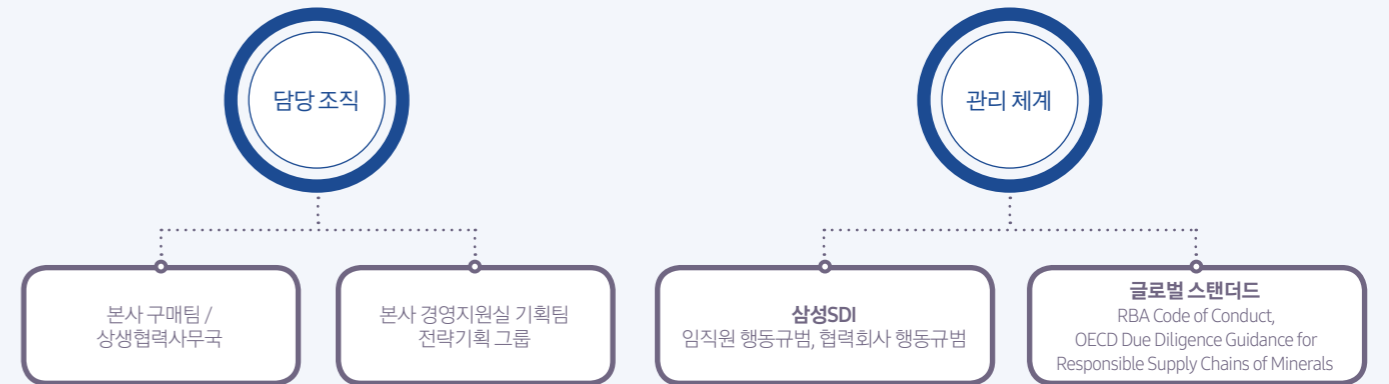 담당 조직
본사 구매팀 /
상생협력사무국
본사 경영지원실 기획팀
전략기획 그룹
관리 체계
삼성SDI
임직원 행동규범, 협력회사 행동규범
글로벌 스탠더드
RBA Code of Conduct,
OECD Due Diligence Guidance for
Responsible Supply Chains of Minerals